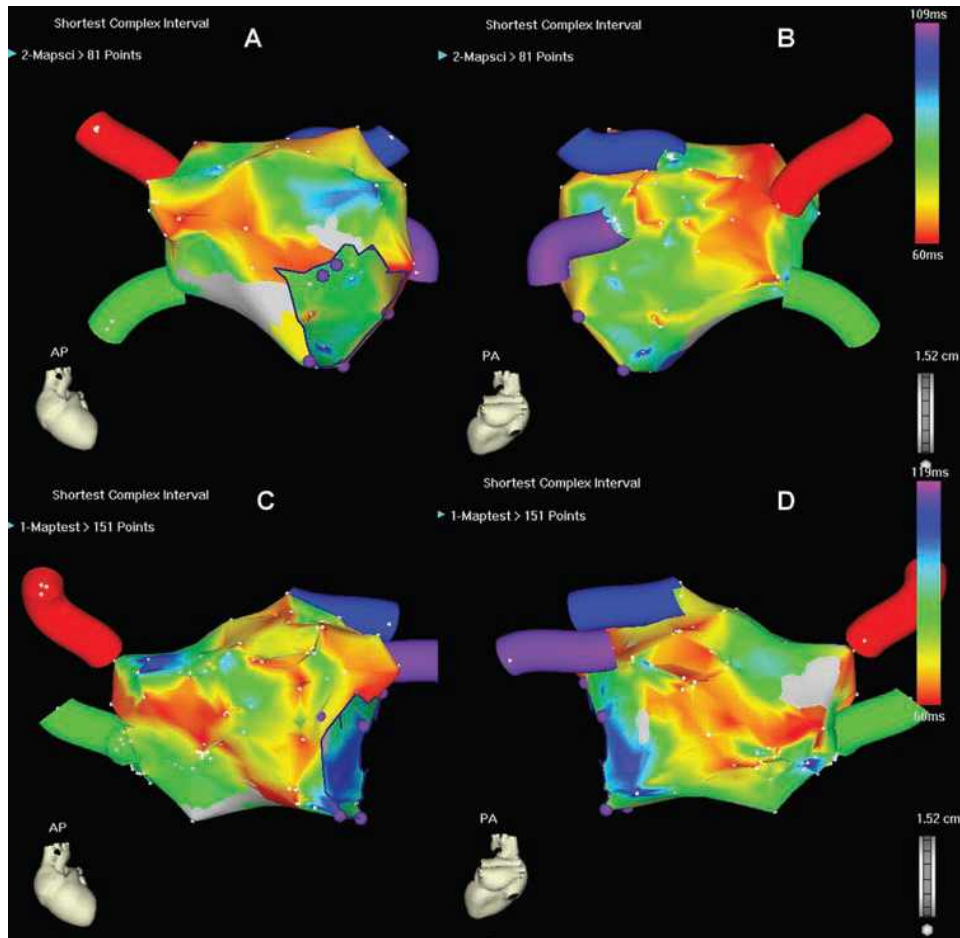 Shortest Complex Interval
A
2-Mapsci > 81 Points
Shortest Complex Interval
B
2-Mapsci > 81 Points
109ms
60ms
AP
PA
1.52 cm
Shortest Complex Interval
C
1-Maptest > 151 Points
Shortest Complex Interval
D
1-Maptest > 151 Points
119ms
60ms
AP
PA
1.52 cm